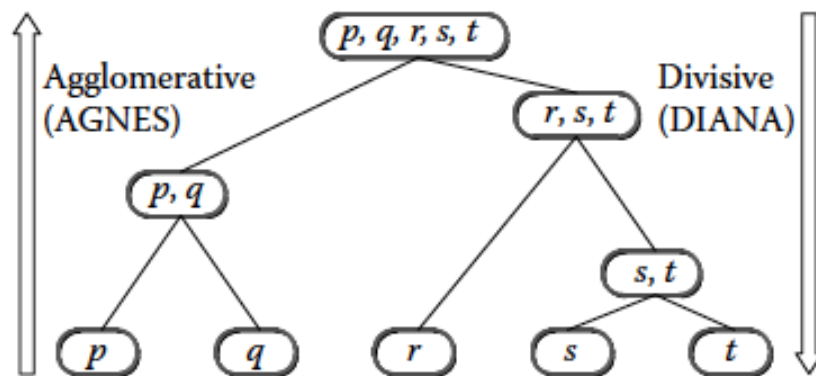 p, q, r, s, t
Agglomerative
(AGNES)
Divisive
(DIANA)
r, s, t
p, q
s, t
p
q
r
s
t